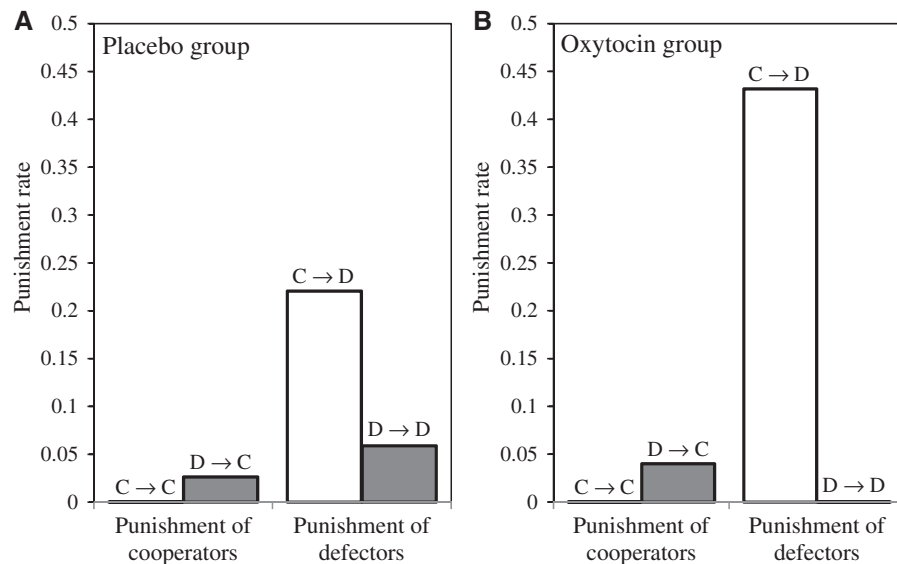 A
Placebo group
Punishment rate
0.5
0.45
0.4
0.35
0.3
0.25
0.2
0.15
0.1
0.05
0
C → C
D → C
C → D
D → D
Punishment of
cooperators
Punishment of
defectors
B
Oxytocin group
Punishment rate
0.5
0.45
0.4
0.35
0.3
0.25
0.2
0.15
0.1
0.05
0
C → C
D → C
C → D
D → D
Punishment of
cooperators
Punishment of
defectors